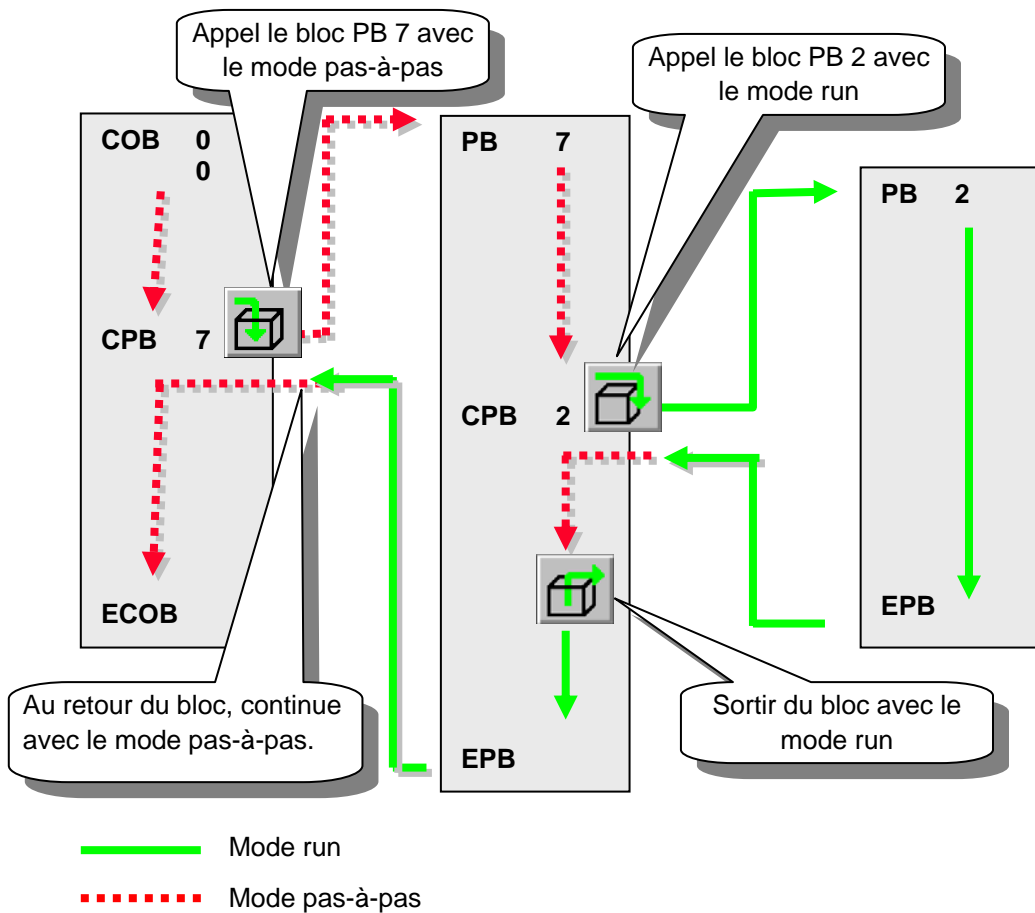 Appel le bloc PB 7 avec
le mode pas-à-pas
Appel le bloc PB 2 avec
le mode run
COB 0
0
CPB 7
ECOB
PB 7
CPB 2
EPB
PB 2
EPB
Au retour du bloc, continue
avec le mode pas-à-pas.
Sortir du bloc avec le
mode run
Mode run
Mode pas-à-pas